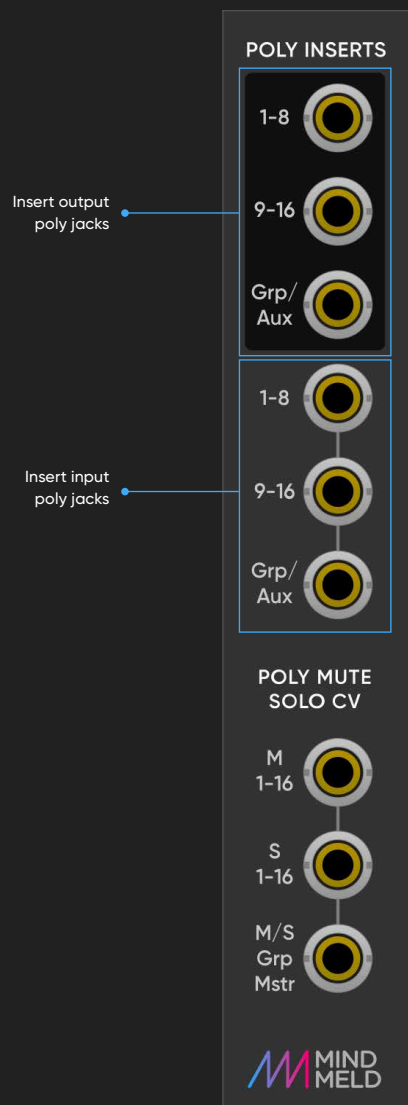 POLY INSERTS
1-8
9-16
Grp/
Aux
Insert output
poly jacks
1-8
9-16
Grp/
Aux
Insert input
poly jacks
POLY MUTE
SOLO CV
M
1-16
S
1-16
M/S
Grp
Mstr
MIND
MELD